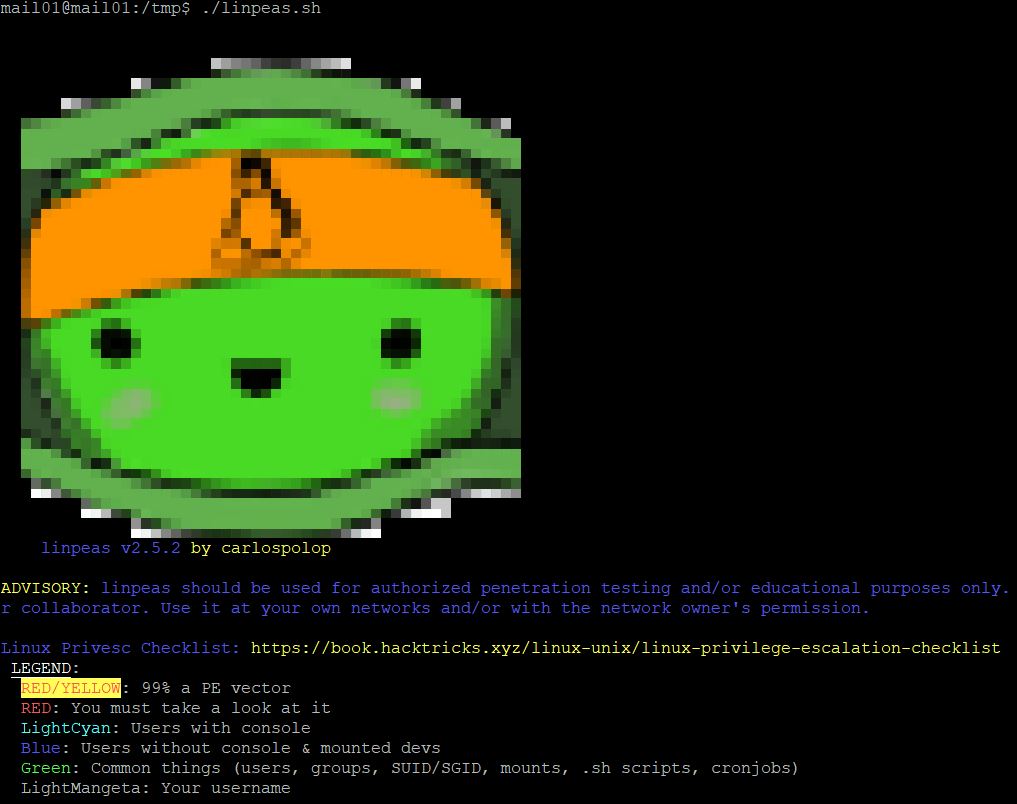 mail01@mail01:/tmp$ ./linpeas.sh
linpeas v2.5.2 by carlospolop
ADVISORY: linpeas should be used for authorized penetration testing and/or educational purposes only.
r collaborator. Use it at your own networks and/or with the network owner's permission.
Linux Privesc Checklist: https://book.hacktricks.xyz/linux-unix/linux-privilege-escalation-checklist
LEGEND:
RED/YELLOW: 99% a PE vector
RED: You must take a look at it
LightCyan: Users with console
Blue: Users without console & mounted devs
Green: Common things (users, groups, SUID/SGID, mounts, .sh scripts, cronjobs)
LightMangeta: Your username